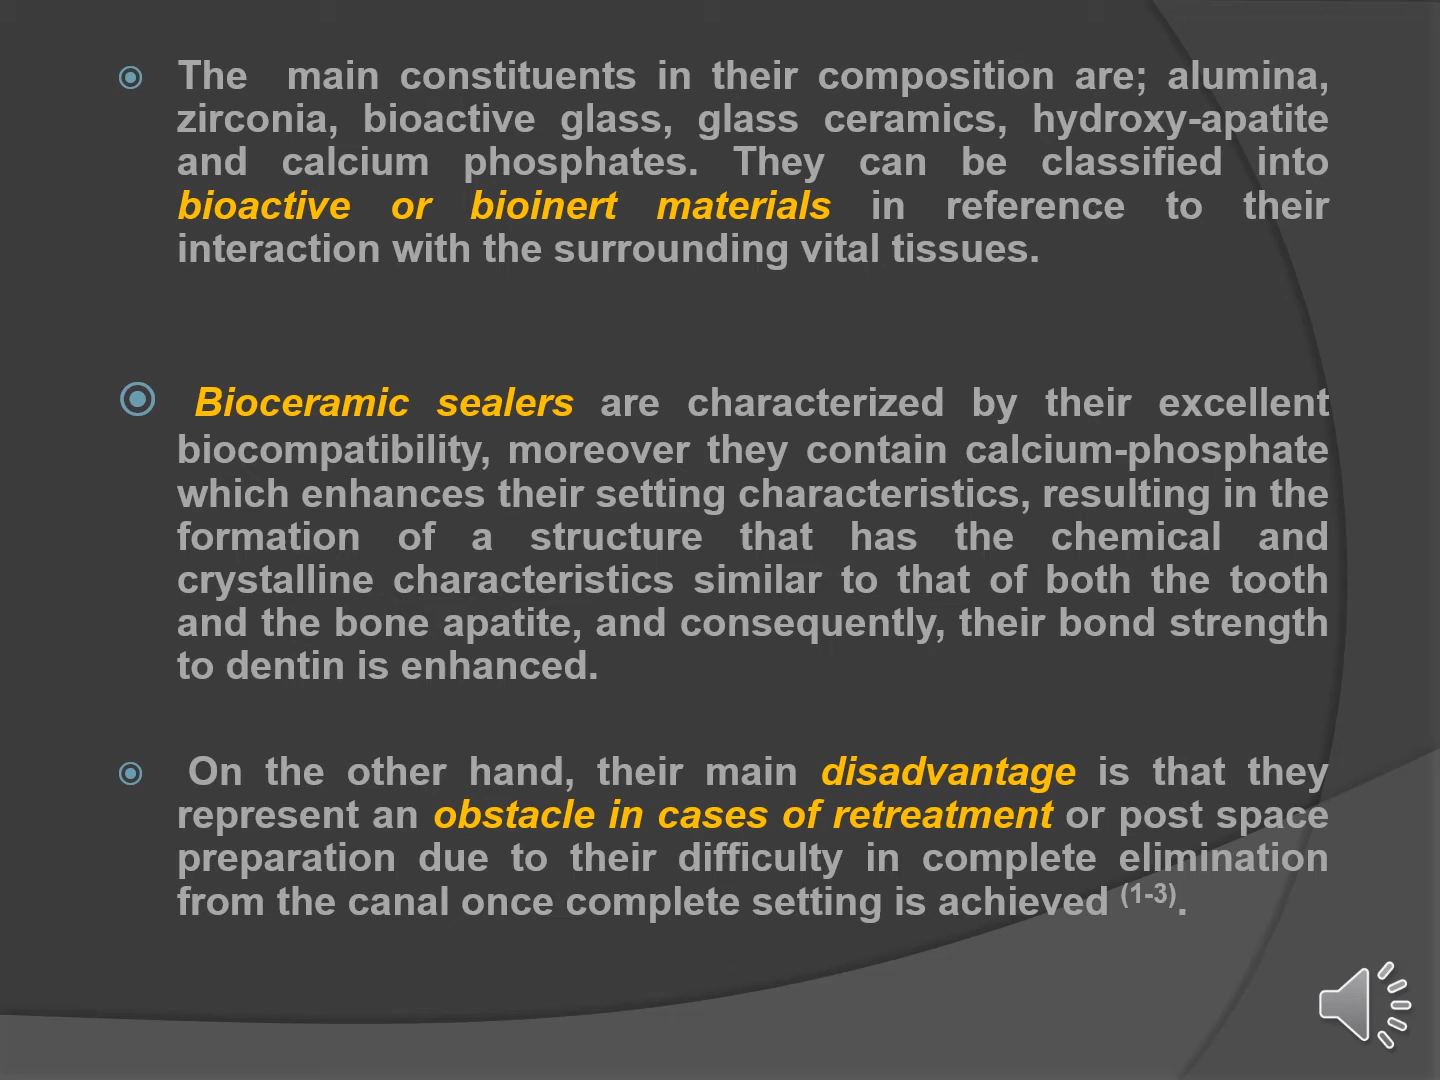 The main constituents in their composition are; alumina,
zirconia, bioactive glass, glass ceramics, hydroxy-apatite
and calcium phosphates. They can be classified into
bioactive or bioinert materials in reference to their
interaction with the surrounding vital tissues.
Bioceramic sealers are characterized by their excellent
biocompatibility, moreover they contain calcium-phosphate
which enhances their setting characteristics, resulting in the
formation of a structure that has the chemical and
crystalline characteristics similar to that of both the tooth
and the bone apatite, and consequently, their bond strength
to dentin is enhanced.
On the other hand, their main disadvantage is that they
represent an obstacle in cases of retreatment or post space
preparation due to their difficulty in complete elimination
from the canal once complete setting is achieved (1-3).